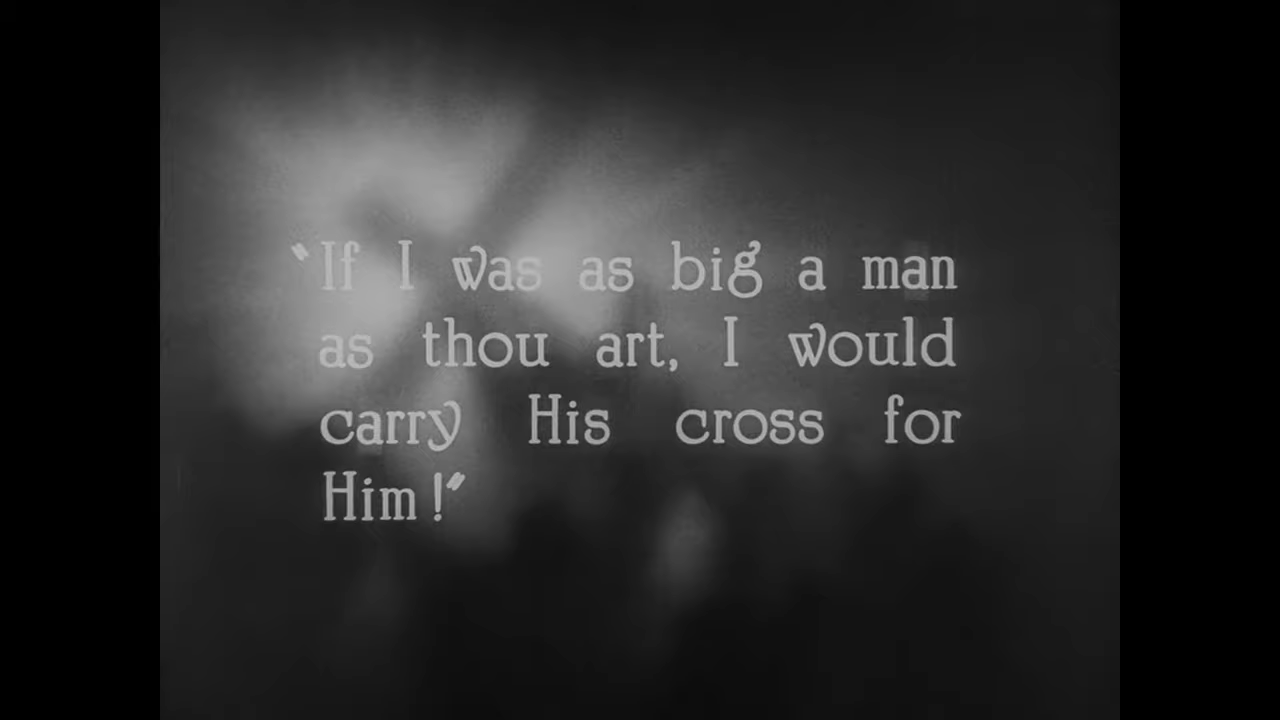 "If I was as big a man
as thou art, I would
carry His cross for
Him!"